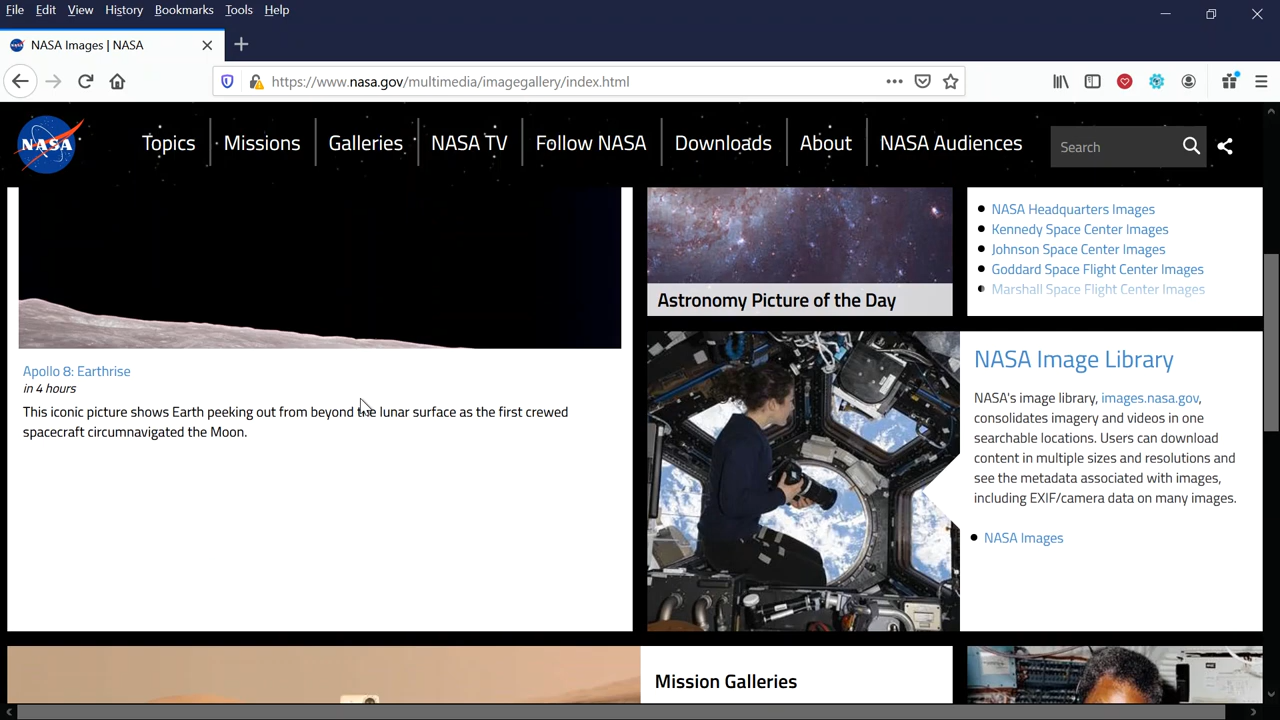 File Edit View History Bookmarks Tools Help
NASA Images | NASA
https://www.nasa.gov/multimedia/imagegallery/index.html
NASA Topics Missions Galleries NASA TV Follow NASA Downloads About NASA Audiences Search
Astronomy Picture of the Day
NASA Headquarters Images
Kennedy Space Center Images
Johnson Space Center Images
Goddard Space Flight Center Images
Marshall Space Flight Center Images
Apollo 8: Earthrise
in 4 hours
This iconic picture shows Earth peeking out from beyond the lunar surface as the first crewed
spacecraft circumnavigated the Moon.
NASA Image Library
NASA's image library, images.nasa.gov,
consolidates imagery and videos in one
searchable locations. Users can download
content in multiple sizes and resolutions and
see the metadata associated with images,
including EXIF/camera data on many images.
NASA Images
Mission Galleries